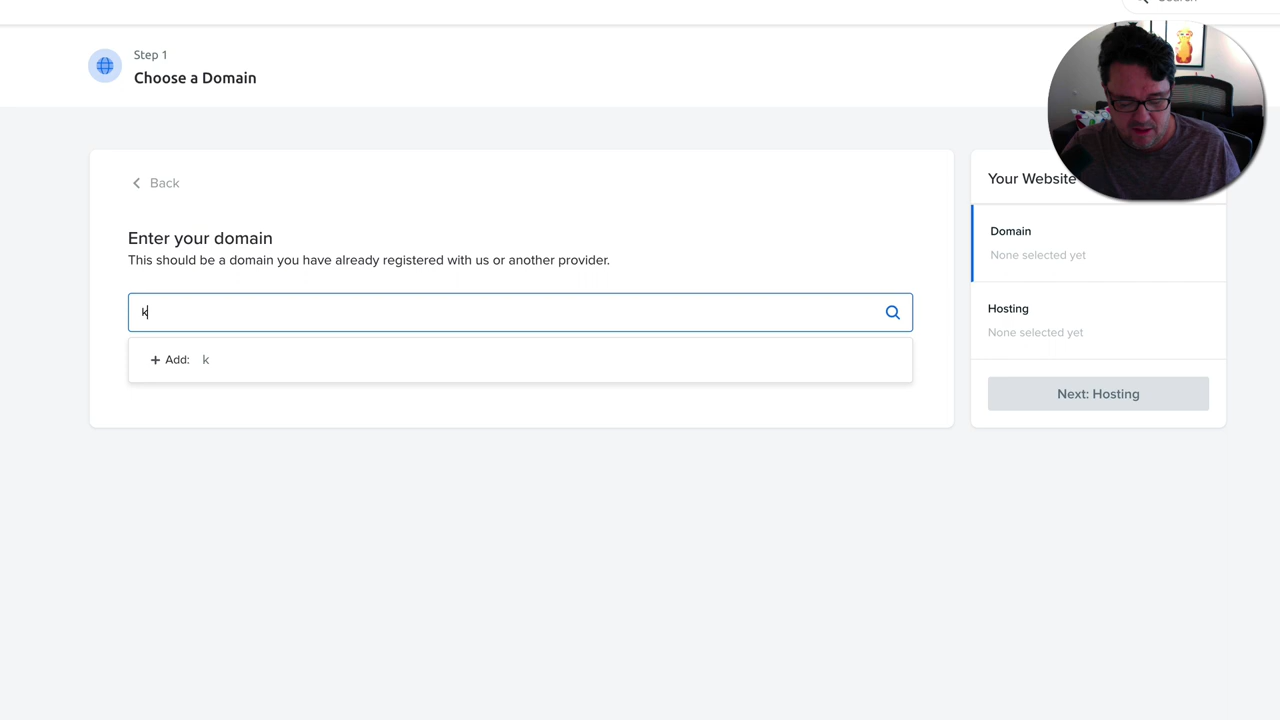 Search
Step 1
Choose a Domain
Back
Your Website
Enter your domain
This should be a domain you have already registered with us or another provider.
Domain
None selected yet
k
Hosting
None selected yet
+ Add: k
Next: Hosting